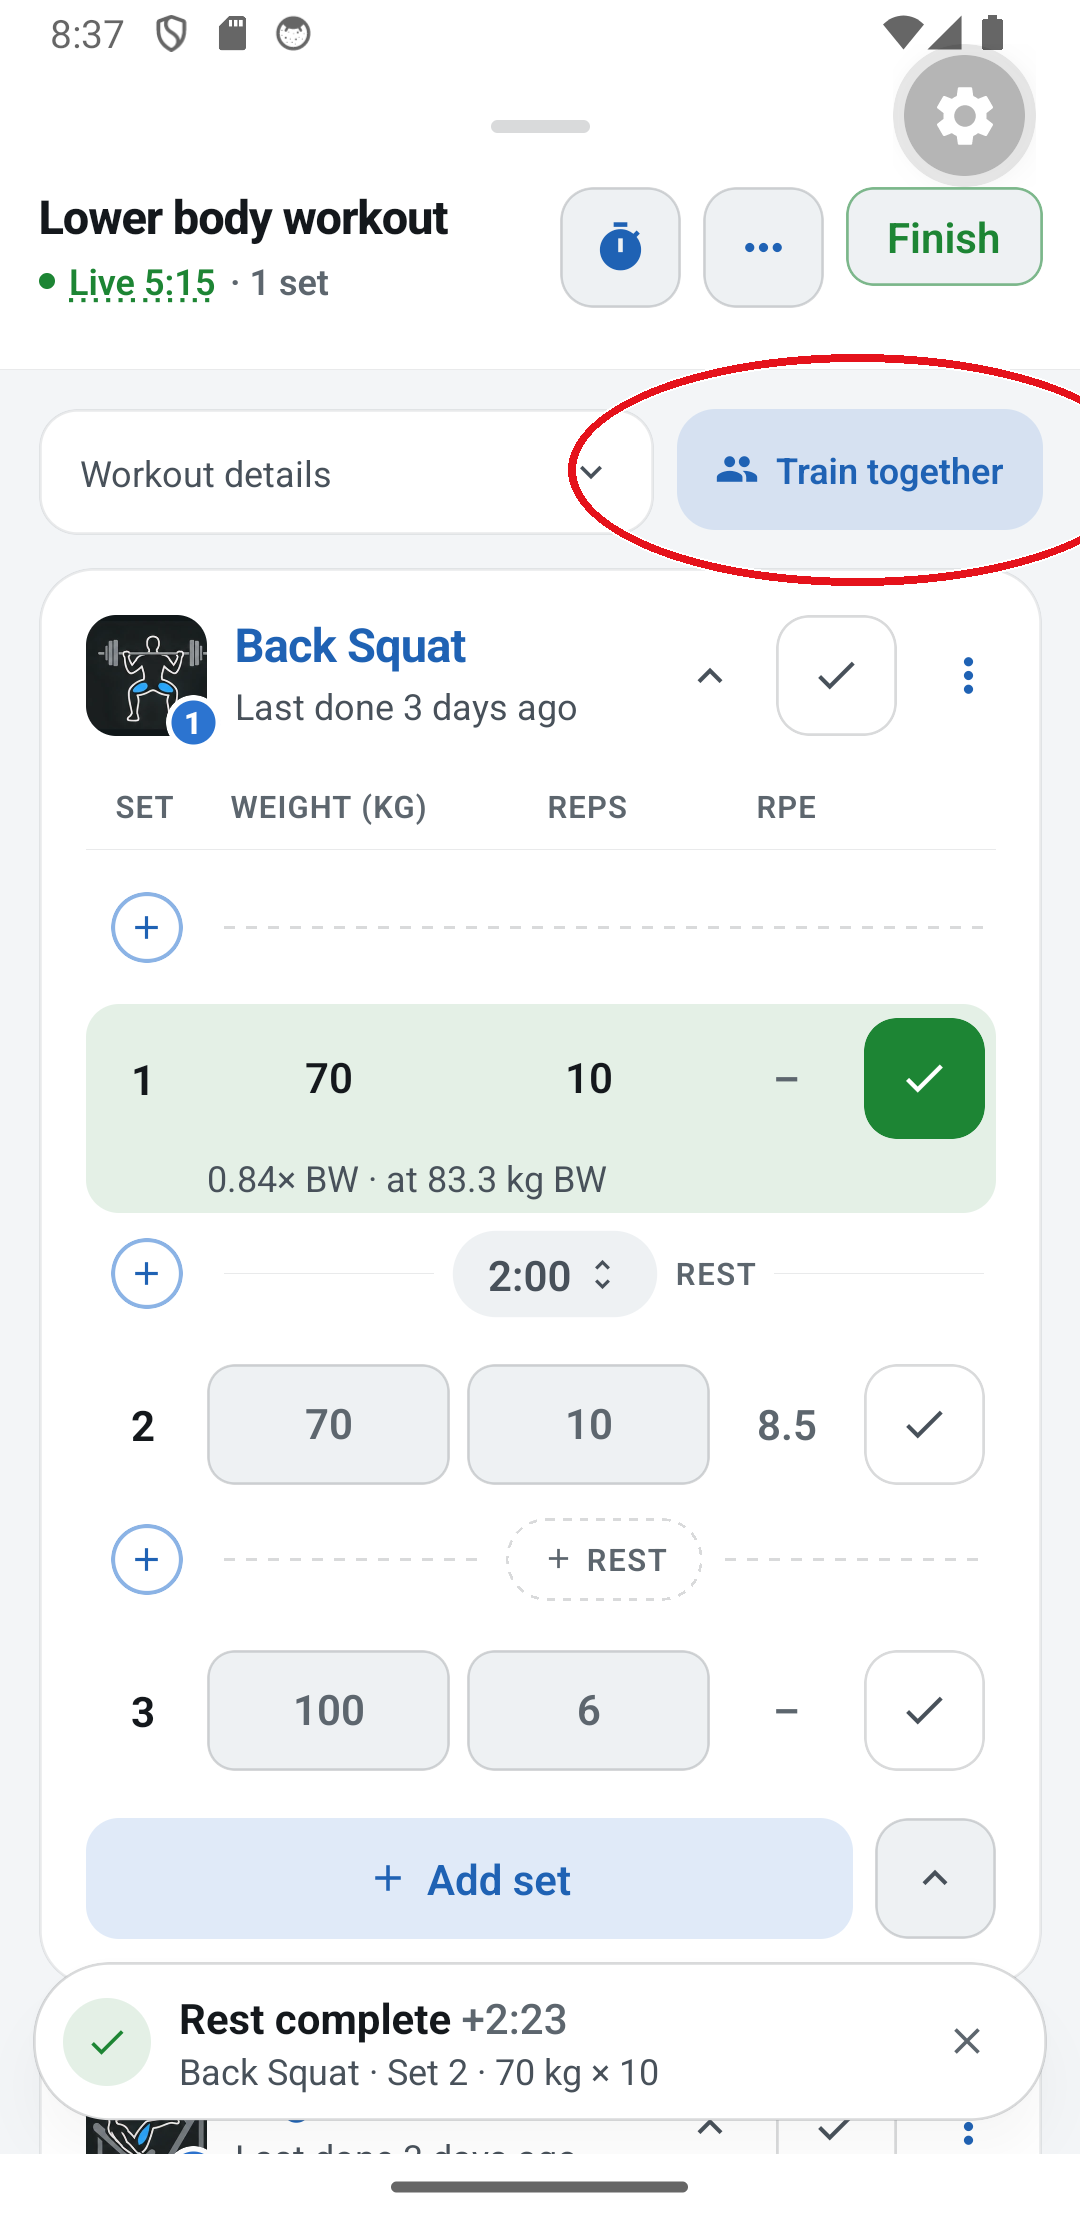 8:37
Lower body workout
Live 5:15 · 1 set
Finish
Workout details
Train together
Back Squat
Last done 3 days ago
1
SET WEIGHT (KG) REPS RPE
1 70 10 –
0.84× BW · at 83.3 kg BW
2:00 REST
2 70 10 8.5
+ REST
3 100 6 –
+ Add set
Rest complete +2:23
Back Squat · Set 2 · 70 kg × 10